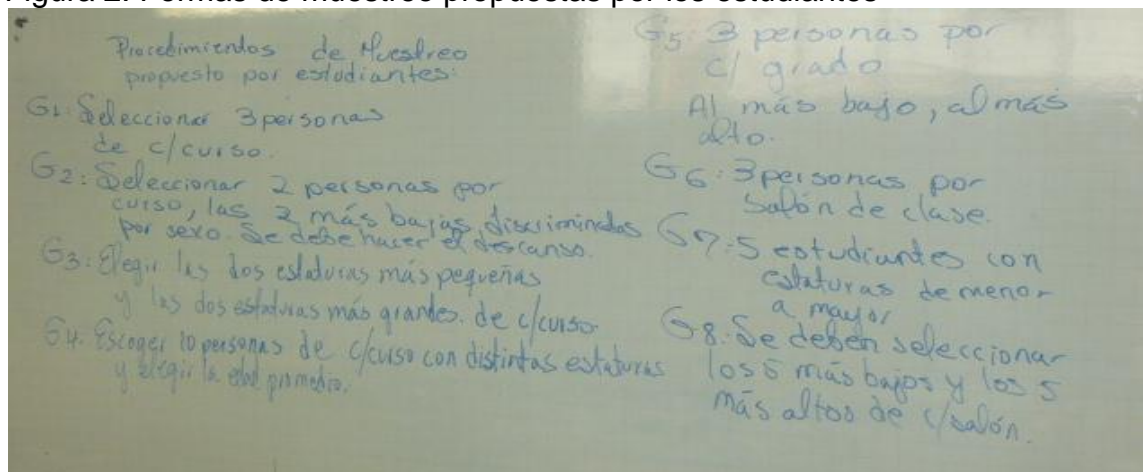 Figura 2. Formas de muestreo propuestas por los estudiantes
Procedimientos de Muestreo
propuesto por estudiantes:
G1. Seleccionar 3 personas
de c/curso.
G2: Seleccionar 2 personas por
curso, las 2 más bajas, discriminadas
por sexo. Se debe hacer el descanso.
G3: Elegir las dos estaturas más pequeñas
y las dos estaturas más grandes. de c/curso.
G4. Escoger 10 personas de c/curso con distintas estaturas
y elegir la edad promedio.
G5: 3 personas por
c/ grado
Al más bajo, al más
alto.
G6: 3 personas por
Salón de clase.
G7: 5 estudiantes con
estaturas de menor
a mayor
G8. Se deben seleccionar
los 5 más bajos y los 5
más altos de c/salón.